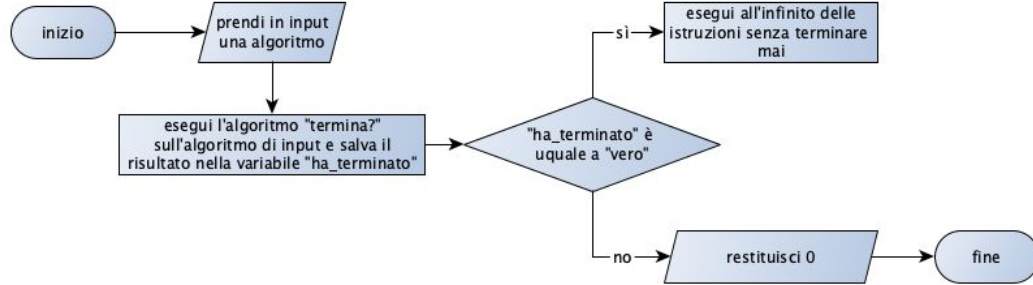 inizio
prendi in input
una algoritmo
esegui l'algoritmo "termina?"
sull'algoritmo di input e salva il
risultato nella variabile "ha_terminato"
"ha_terminato" è
uquale a "vero"
sì
esegui all'infinito delle
istruzioni senza terminare
mai
no
restituisci 0
fine